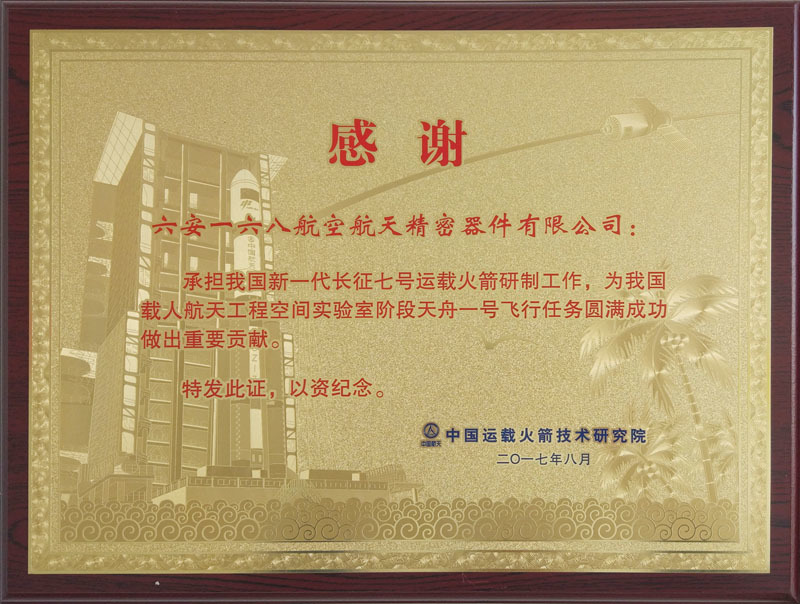 感谢
六安一六八航空航天精密器件有限公司：
承担我国新一代长征七号运载火箭研制工作，为我国
载人航天工程空间实验室阶段天舟一号飞行任务圆满成功
做出重要贡献。
特发此证，以资纪念。
中国航天
中国运载火箭技术研究院
二〇一七年八月